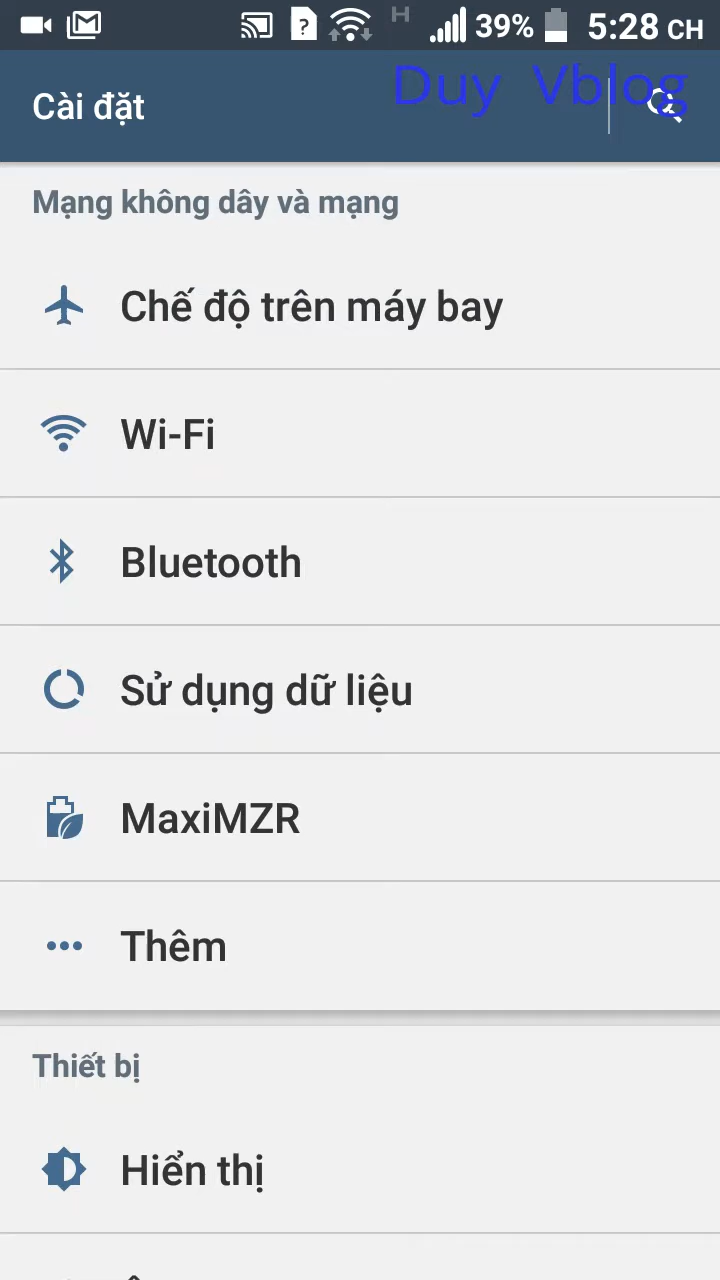 H 39% 5:28 CH
Duy Vblog
Cài đặt
Mạng không dây và mạng
Chế độ trên máy bay
Wi-Fi
Bluetooth
Sử dụng dữ liệu
MaxiMZR
Thêm
Thiết bị
Hiển thị